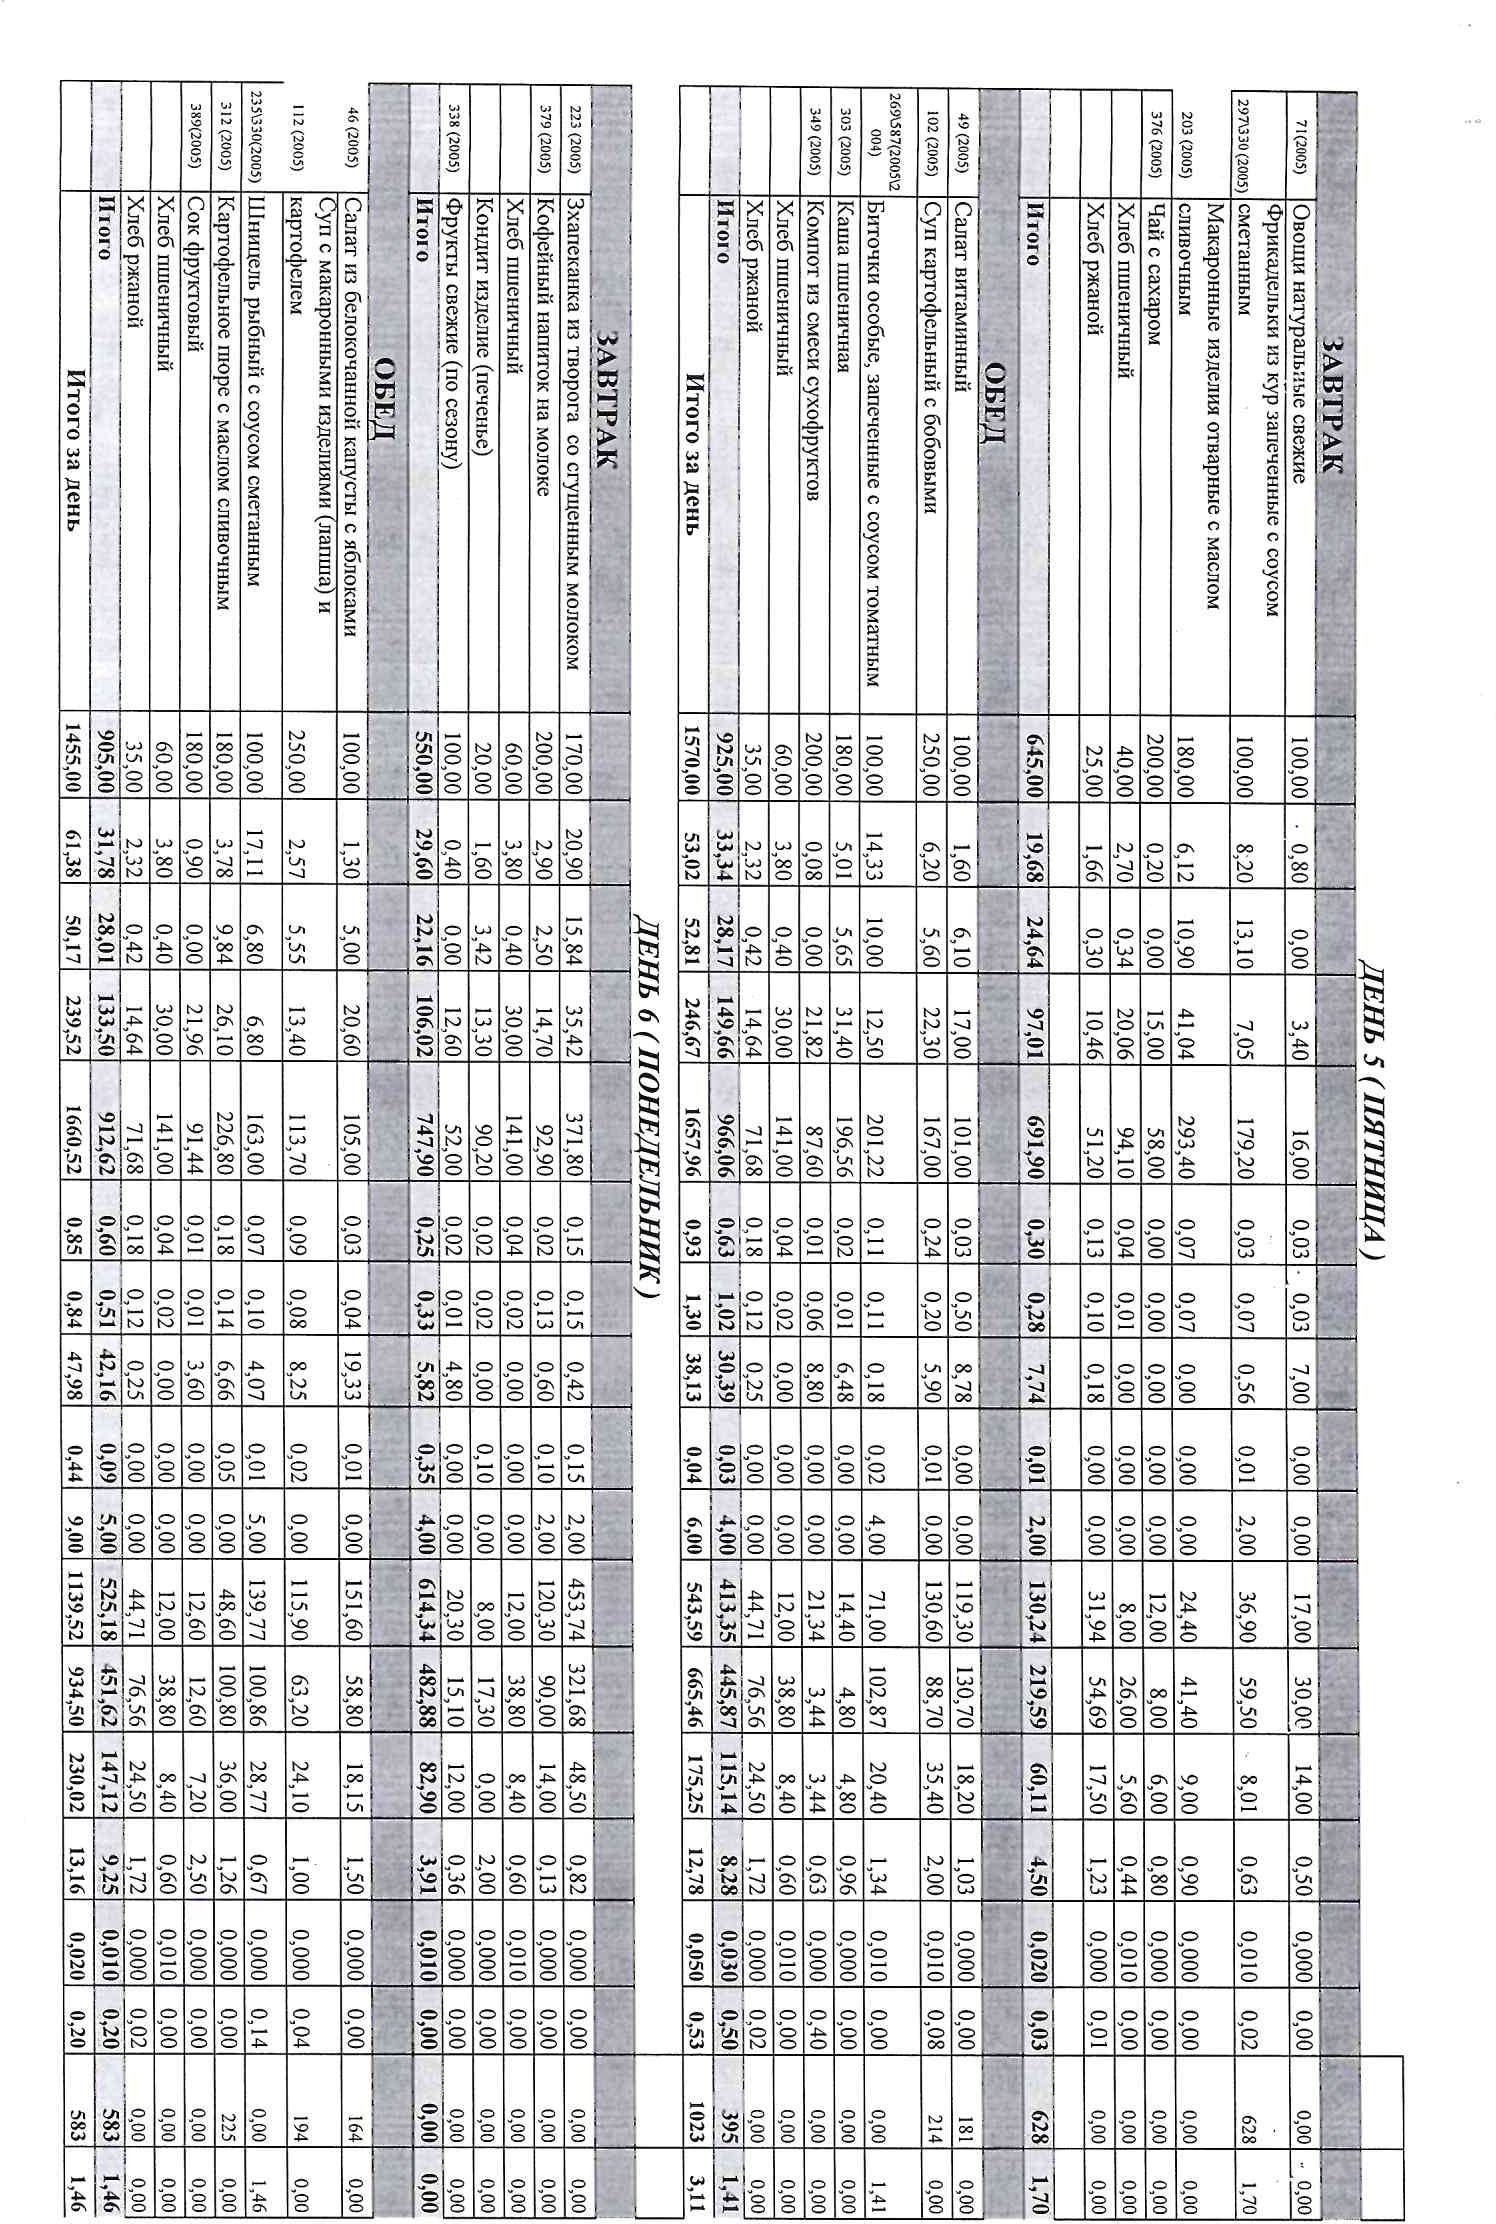 ДЕНЬ 5 ( ПЯТНИЦА )
ЗАВТРАК
71(2005) Овощи натуральные свежие 100,00 0,80 0,00 3,40 16,00 0,03 0,03 7,00 0,00 0,00 17,00 30,00 14,00 0,50 0,000 0,00 0,00 0,00
Фрикадельки из кур запеченные с соусом
297\330 (2005) сметанным 100,00 8,20 13,10 7,05 179,20 0,03 0,07 0,56 0,01 2,00 36,90 59,50 8,01 0,63 0,010 0,02 628 1,70
Макаронные изделия отварные с маслом
203 (2005) сливочным 180,00 6,12 10,90 41,04 293,40 0,07 0,07 0,00 0,00 0,00 24,40 41,40 9,00 0,90 0,000 0,00 0,00 0,00
376 (2005) Чай с сахаром 200,00 0,20 0,00 15,00 58,00 0,00 0,00 0,00 0,00 0,00 12,00 8,00 6,00 0,80 0,000 0,00 0,00 0,00
Хлеб пшеничный 40,00 2,70 0,34 20,06 94,10 0,04 0,01 0,00 0,00 0,00 8,00 26,00 5,60 0,44 0,010 0,00 0,00 0,00
Хлеб ржаной 25,00 1,66 0,30 10,46 51,20 0,13 0,10 0,18 0,00 0,00 31,94 54,69 17,50 1,23 0,000 0,01 0,00 0,00
Итого 645,00 19,68 24,64 97,01 691,90 0,30 0,28 7,74 0,01 2,00 130,24 219,59 60,11 4,50 0,020 0,03 628 1,70
ОБЕД
49 (2005) Салат витаминный 100,00 1,60 6,10 17,00 101,00 0,03 0,50 8,78 0,00 0,00 119,30 130,70 18,20 1,03 0,000 0,00 181 0,00
102 (2005) Суп картофельный с бобовыми 250,00 6,20 5,60 22,30 167,00 0,24 0,20 5,90 0,01 0,00 130,60 88,70 35,40 2,00 0,010 0,08 214 0,00
269\587(2005\2
004) Биточки особые, запеченные с соусом томатным 100,00 14,33 10,00 12,50 201,22 0,11 0,11 0,18 0,02 4,00 71,00 102,87 20,40 1,34 0,010 0,00 0,00 1,41
303 (2005) Каша пшеничная 180,00 5,01 5,65 31,40 196,56 0,02 0,01 6,48 0,00 0,00 14,40 4,80 4,80 0,96 0,000 0,00 0,00 0,00
349 (2005) Компот из смеси сухофруктов 200,00 0,08 0,00 21,82 87,60 0,01 0,06 8,80 0,00 0,00 21,34 3,44 3,44 0,63 0,000 0,40 0,00 0,00
Хлеб пшеничный 60,00 3,80 0,40 30,00 141,00 0,04 0,02 0,00 0,00 0,00 12,00 38,80 8,40 0,60 0,010 0,00 0,00 0,00
Хлеб ржаной 35,00 2,32 0,42 14,64 71,68 0,18 0,12 0,25 0,00 0,00 44,71 76,56 24,50 1,72 0,000 0,02 0,00 0,00
Итого 925,00 33,34 28,17 149,66 966,06 0,63 1,02 30,39 0,03 4,00 413,35 445,87 115,14 8,28 0,030 0,50 395 1,41
Итого за день 1570,00 53,02 52,81 246,67 1657,96 0,93 1,30 38,13 0,04 6,00 543,59 665,46 175,25 12,78 0,050 0,53 1023 3,11
ДЕНЬ 6 ( ПОНЕДЕЛЬНИК )
ЗАВТРАК
223 (2005) Зхапеканка из творога со сгущенным молоком 170,00 20,90 15,84 35,42 371,80 0,15 0,15 0,42 0,15 2,00 453,74 321,68 48,50 0,82 0,000 0,00 0,00 0,00
379 (2005) Кофейный напиток на молоке 200,00 2,90 2,50 14,70 92,90 0,02 0,13 0,60 0,10 2,00 120,30 90,00 14,00 0,13 0,000 0,00 0,00 0,00
Хлеб пшеничный 60,00 3,80 0,40 30,00 141,00 0,04 0,02 0,00 0,00 0,00 12,00 38,80 8,40 0,60 0,010 0,00 0,00 0,00
Кондит изделие (печенье) 20,00 1,60 3,42 13,30 90,20 0,02 0,02 0,00 0,10 0,00 8,00 17,30 0,00 2,00 0,000 0,00 0,00 0,00
338 (2005) Фрукты свежие (по сезону) 100,00 0,40 0,00 12,60 52,00 0,02 0,01 4,80 0,00 0,00 20,30 15,10 12,00 0,36 0,000 0,00 0,00 0,00
Итого 550,00 29,60 22,16 106,02 747,90 0,25 0,33 5,82 0,35 4,00 614,34 482,88 82,90 3,91 0,010 0,00 0,00 0,00
ОБЕД
46 (2005) Салат из белокочанной капусты с яблоками 100,00 1,30 5,00 20,60 105,00 0,03 0,04 19,33 0,01 0,00 151,60 58,80 18,15 1,50 0,000 0,00 164 0,00
Суп с макаронными изделиями (лапша) и
112 (2005) картофелем 250,00 2,57 5,55 13,40 113,70 0,09 0,08 8,25 0,02 0,00 115,90 63,20 24,10 1,00 0,000 0,04 194 0,00
235\330(2005) Шницель рыбный с соусом сметанным 100,00 17,11 6,80 6,80 163,00 0,07 0,10 4,07 0,01 5,00 139,77 100,86 28,77 0,67 0,000 0,14 0,00 1,46
312 (2005) Картофельное пюре с маслом сливочным 180,00 3,78 9,84 26,10 226,80 0,18 0,14 6,66 0,05 0,00 48,60 100,80 36,00 1,26 0,000 0,00 225 0,00
389(2005) Сок фруктовый 180,00 0,90 0,00 21,96 91,44 0,01 0,01 3,60 0,00 0,00 12,60 12,60 7,20 2,50 0,000 0,00 0,00 0,00
Хлеб пшеничный 60,00 3,80 0,40 30,00 141,00 0,04 0,02 0,00 0,00 0,00 12,00 38,80 8,40 0,60 0,010 0,00 0,00 0,00
Хлеб ржаной 35,00 2,32 0,42 14,64 71,68 0,18 0,12 0,25 0,00 0,00 44,71 76,56 24,50 1,72 0,000 0,02 0,00 0,00
Итого 905,00 31,78 28,01 133,50 912,62 0,60 0,51 42,16 0,09 5,00 525,18 451,62 147,12 9,25 0,010 0,20 583 1,46
Итого за день 1455,00 61,38 50,17 239,52 1660,52 0,85 0,84 47,98 0,44 9,00 1139,52 934,50 230,02 13,16 0,020 0,20 583 1,46